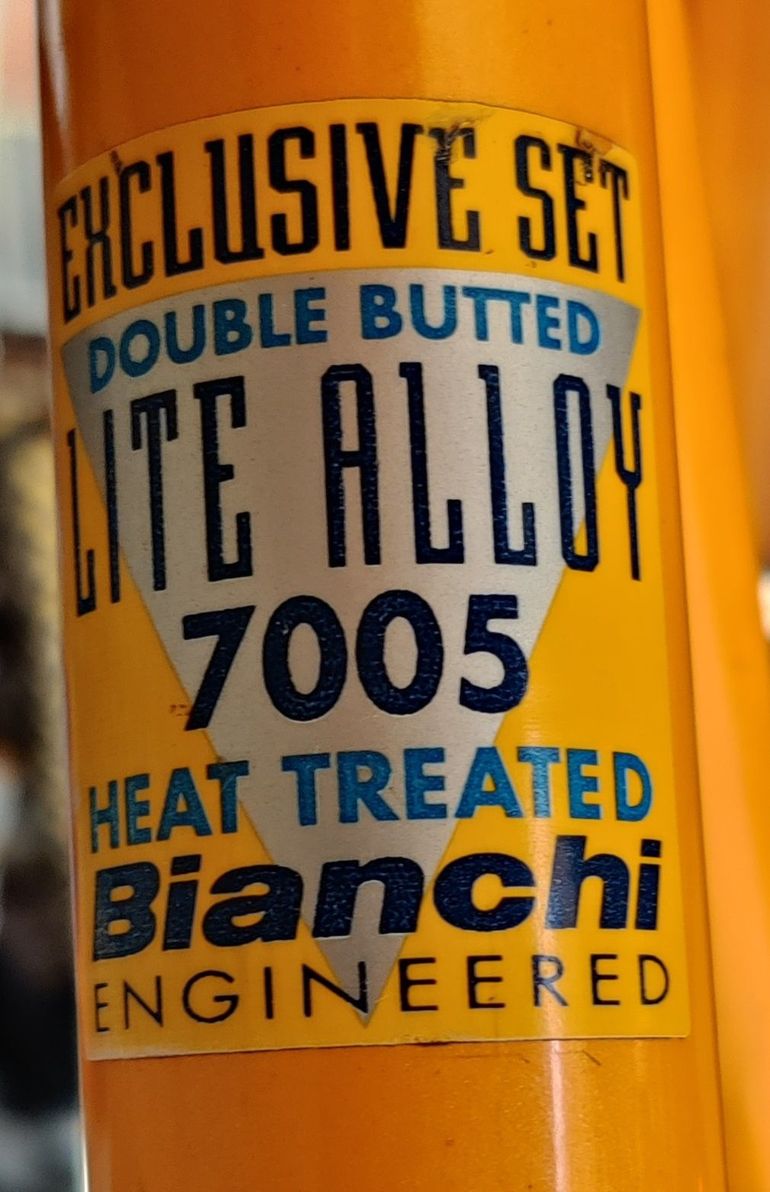 EXCLUSIVE SET
DOUBLE BUTTED
LITE ALLOY
7005
HEAT TREATED
Bianchi
ENGINEERED